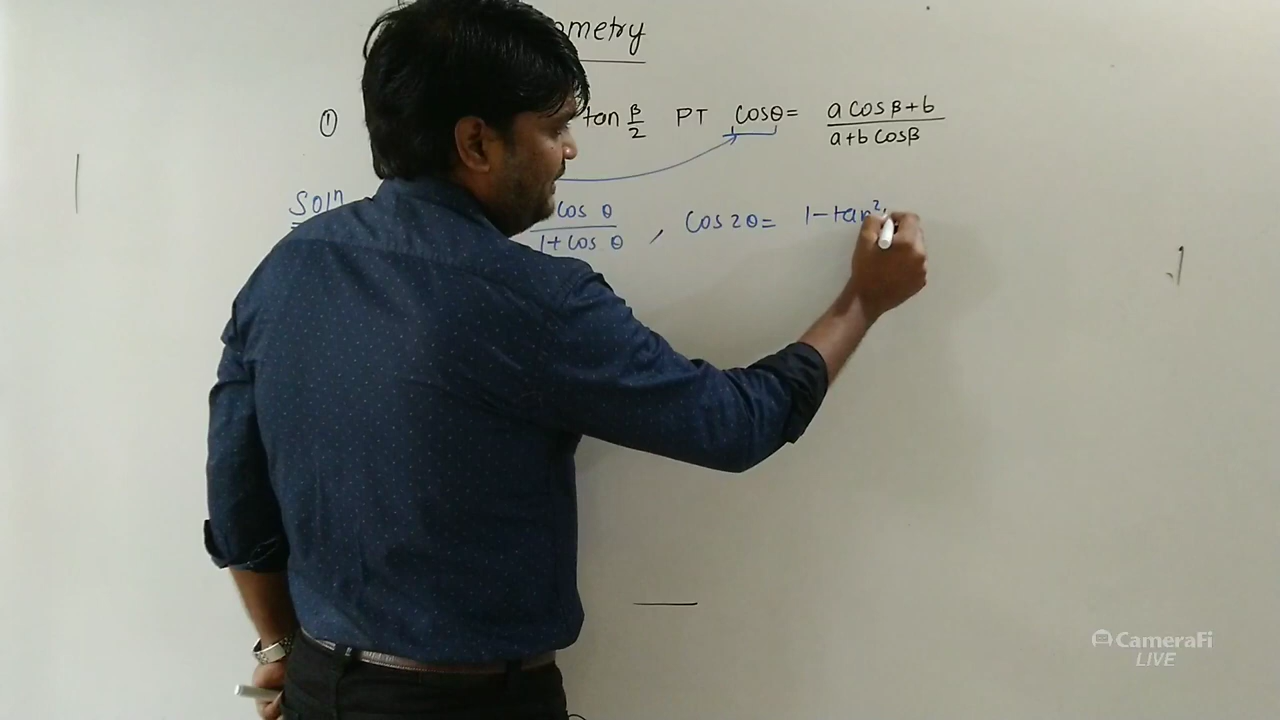 ometry
① tan β/2 PT Cosθ= a cosβ+b / a+b cosβ
Solⁿ cos θ / 1+cos θ , Cos 2θ= 1-tan²
CameraFi
LIVE